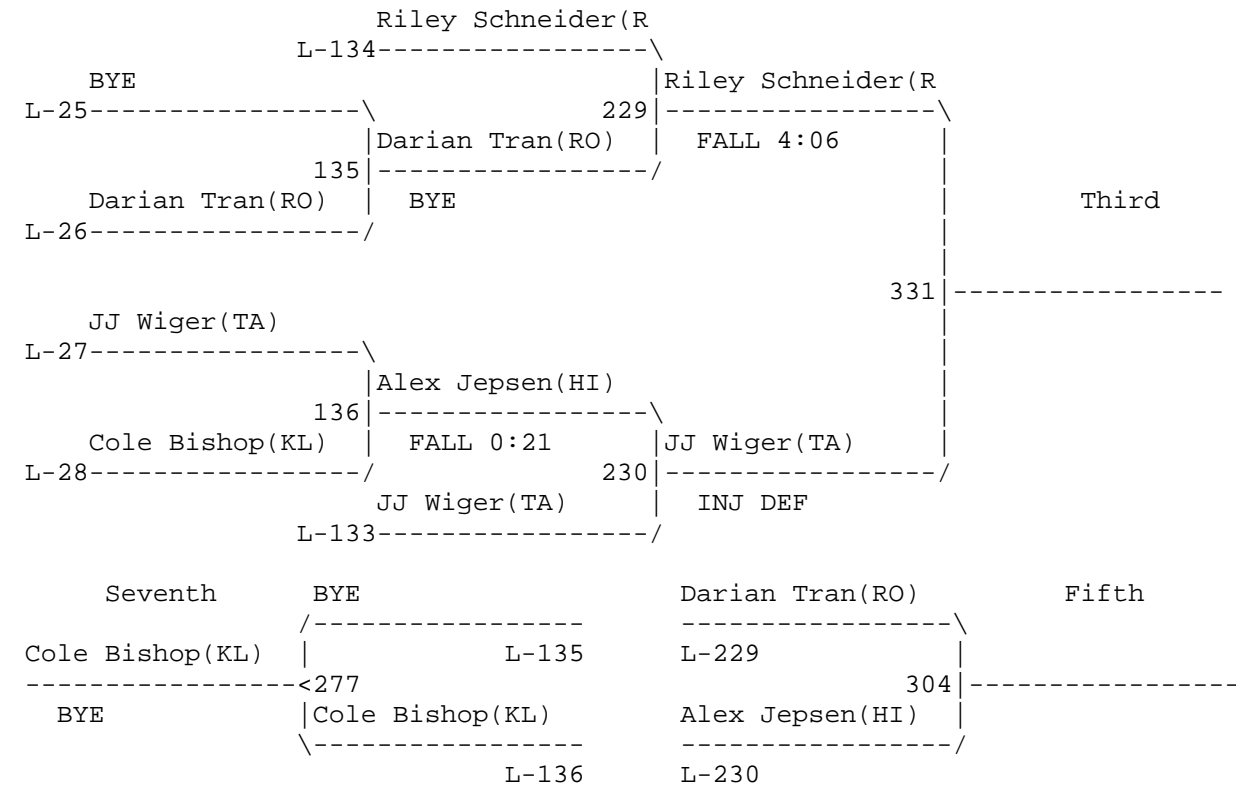 Riley Schneider(R
L-134-----------------\
BYE |Riley Schneider(R
L-25-----------------\ 229|-----------------\
|Darian Tran(RO) | FALL 4:06 |
135|-----------------/ |
Darian Tran(RO) | BYE | Third
L-26-----------------/ |
|
331|-----------------
JJ Wiger(TA) |
L-27-----------------\ |
|Alex Jepsen(HI) |
136|-----------------\ |
Cole Bishop(KL) | FALL 0:21 |JJ Wiger(TA) |
L-28-----------------/ 230|-----------------/
JJ Wiger(TA) | INJ DEF
L-133-----------------/
Seventh BYE Darian Tran(RO) Fifth
/----------------- -----------------\
Cole Bishop(KL) | L-135 L-229 |
-----------------<277 304|-----------------
BYE |Cole Bishop(KL) Alex Jepsen(HI) |
\----------------- -----------------/
L-136 L-230